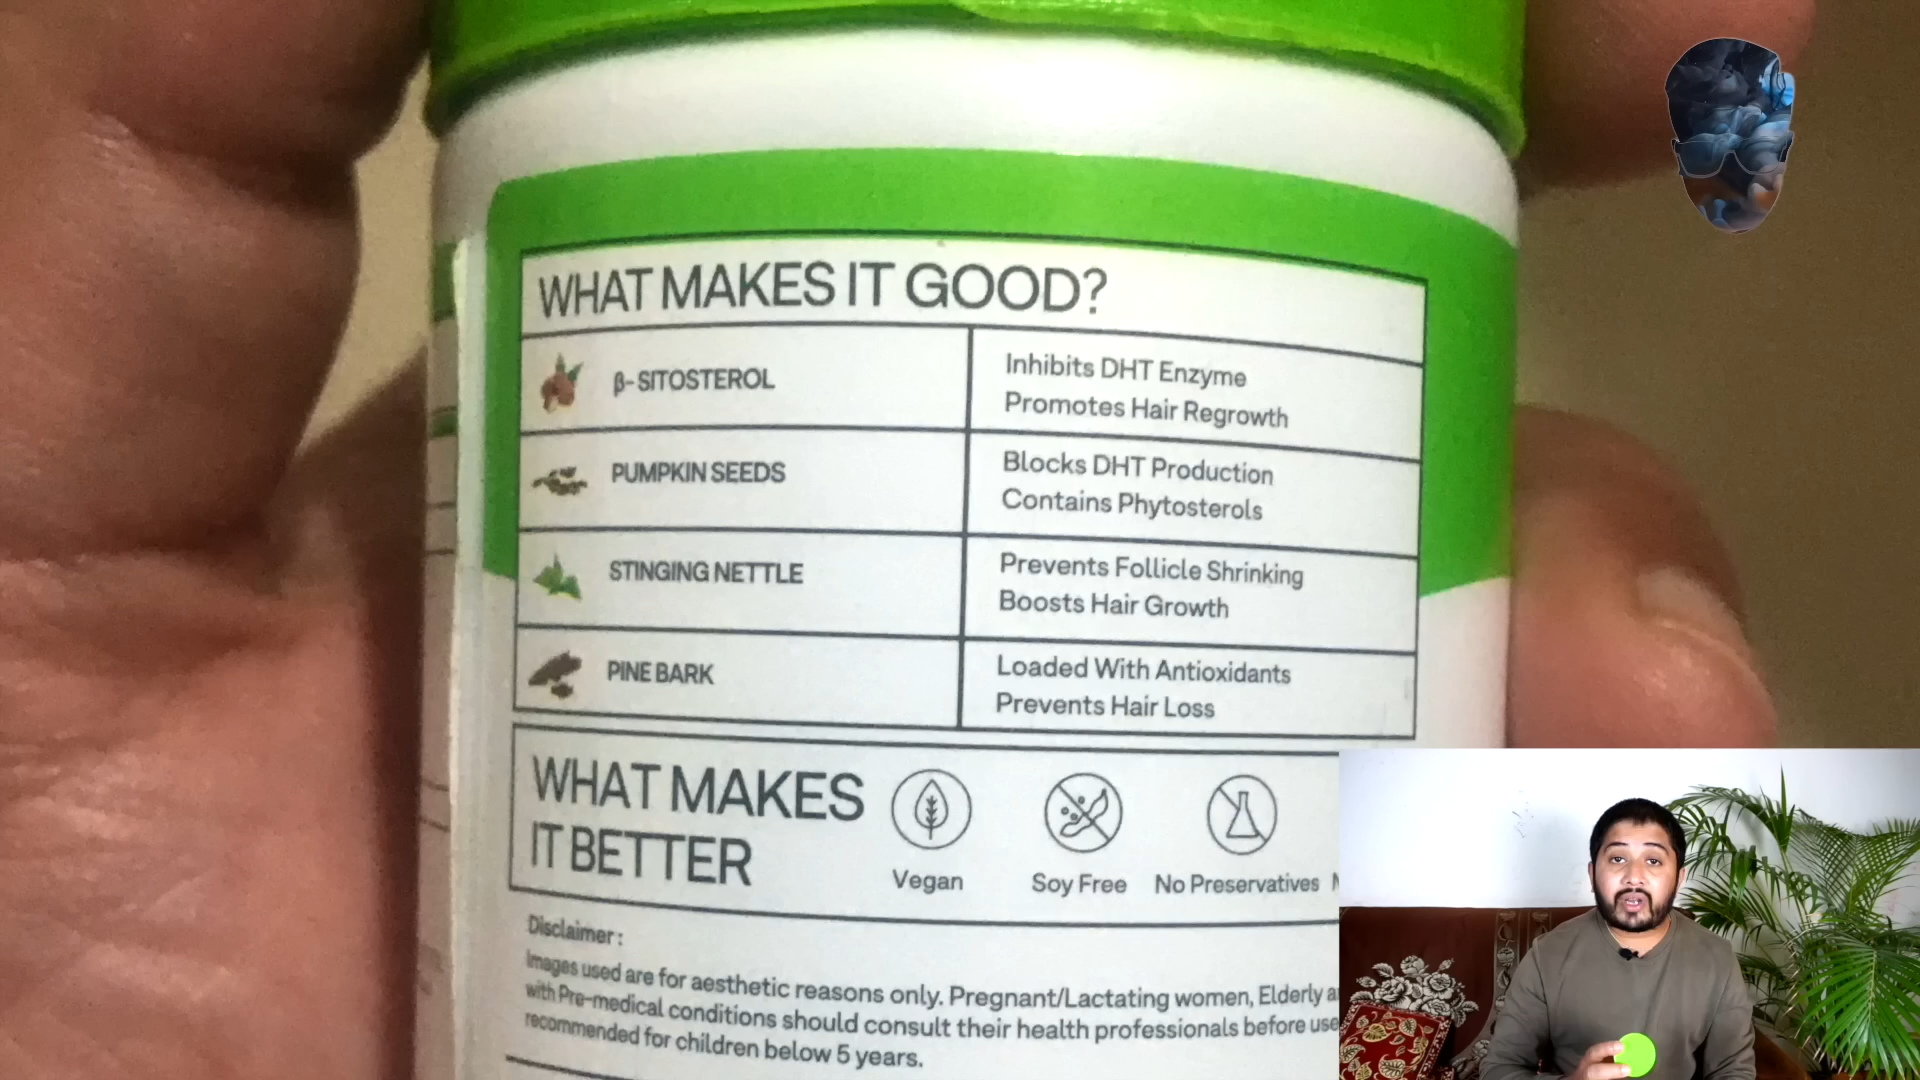 WHAT MAKES IT GOOD?
β-SITOSTEROL
Inhibits DHT Enzyme
Promotes Hair Regrowth
PUMPKIN SEEDS
Blocks DHT Production
Contains Phytosterols
STINGING NETTLE
Prevents Follicle Shrinking
Boosts Hair Growth
PINE BARK
Loaded With Antioxidants
Prevents Hair Loss
WHAT MAKES
IT BETTER
Vegan
Soy Free
No Preservatives
Disclaimer :
Images used are for aesthetic reasons only. Pregnant/Lactating women, Elderly
with Pre-medical conditions should consult their health professionals before use
recommended for children below 5 years.